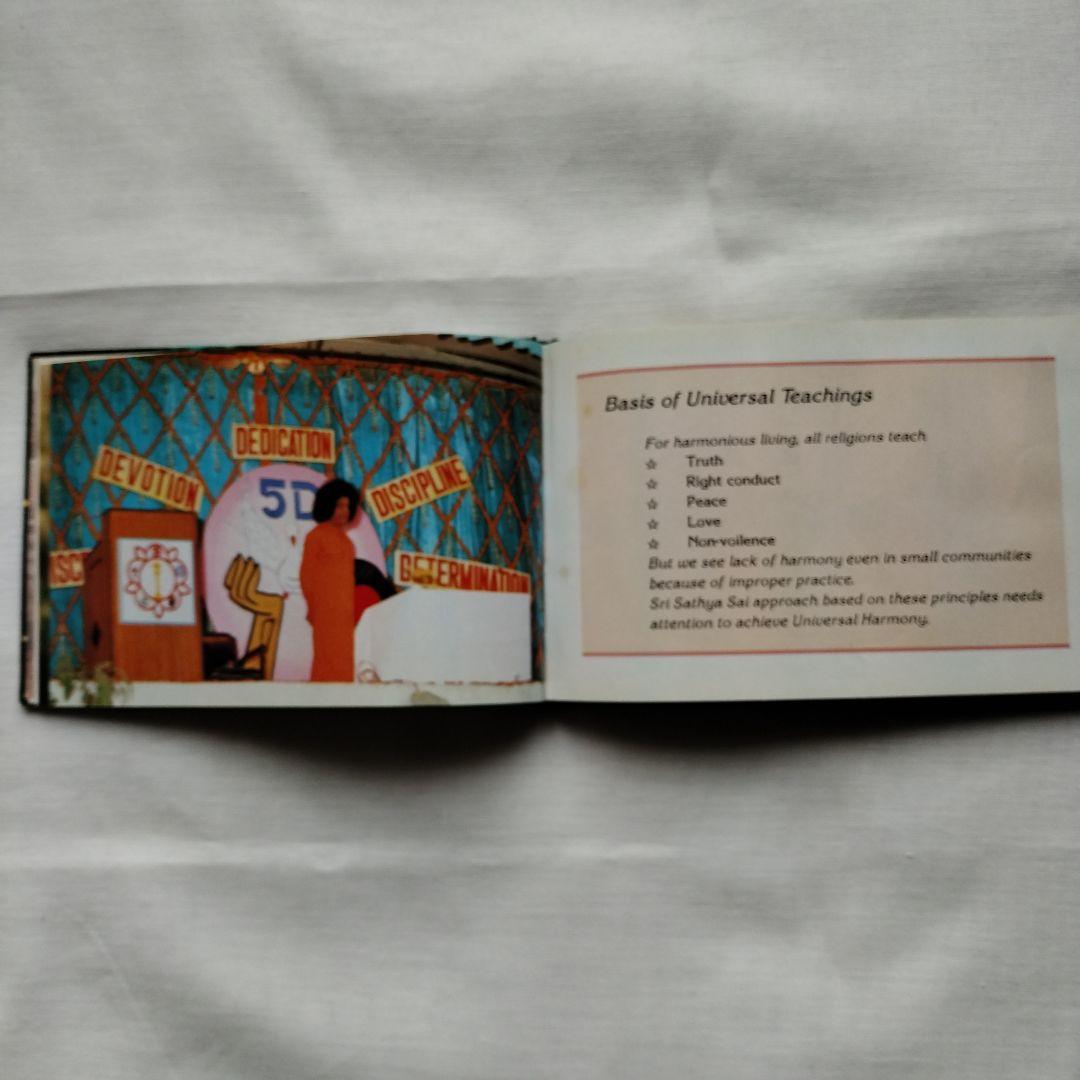 DEDICATION
DEVOTION
5D
DISCIPLINE
DETERMINATION
Basis of Universal Teachings
For harmonious living, all religions teach
☆ Truth
☆ Right conduct
☆ Peace
☆ Love
☆ Non-voilence
But we see lack of harmony even in small communities
because of improper practice.
Sri Sathya Sai approach based on these principles needs
attention to achieve Universal Harmony.